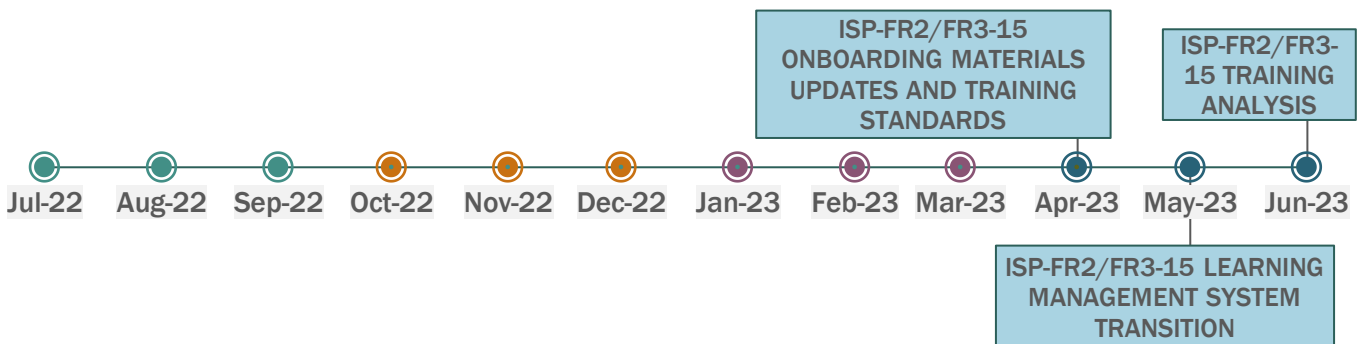 ISP-FR2/FR3-15
ONBOARDING MATERIALS
UPDATES AND TRAINING
STANDARDS
ISP-FR2/FR3-
15 TRAINING
ANALYSIS
Jul-22 Aug-22 Sep-22 Oct-22 Nov-22 Dec-22 Jan-23 Feb-23 Mar-23 Apr-23 May-23 Jun-23
ISP-FR2/FR3-15 LEARNING
MANAGEMENT SYSTEM
TRANSITION